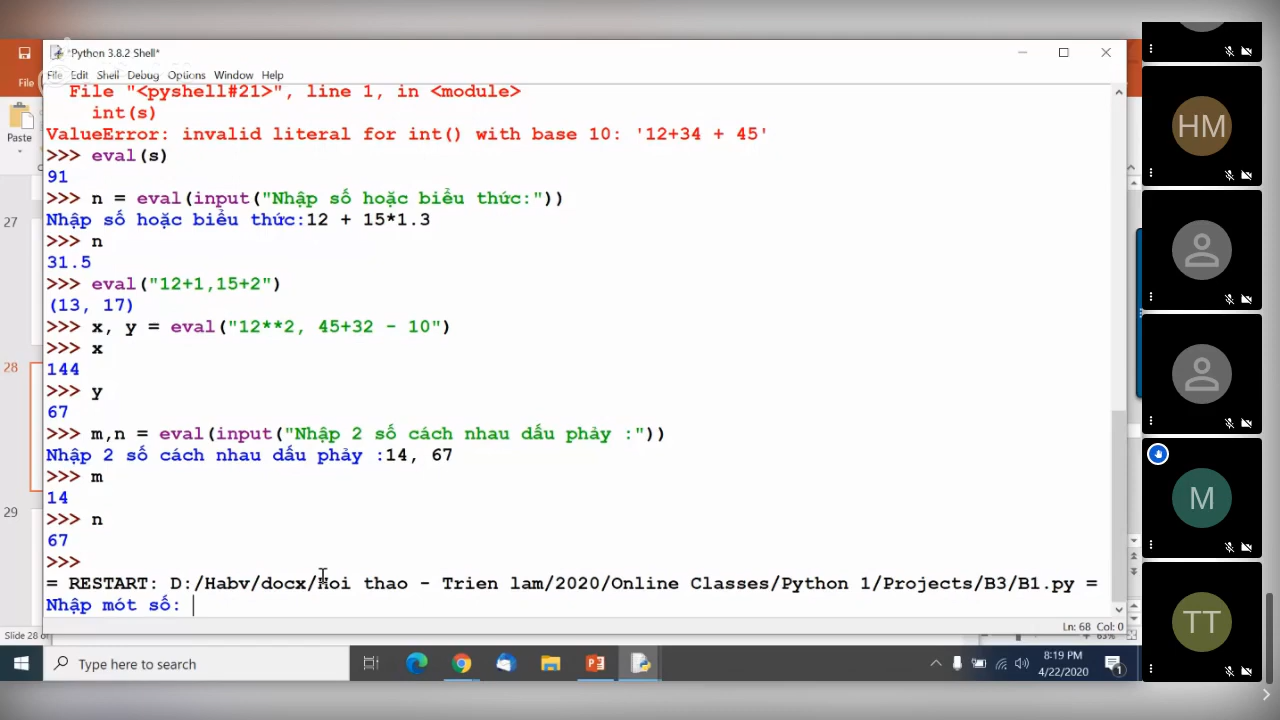 *Python 3.8.2 Shell*
File Edit Shell Debug Options Window Help
File
Paste
File "<pyshell#21>", line 1, in <module>
int(s)
ValueError: invalid literal for int() with base 10: '12+34 + 45'
>>> eval(s)
91
>>> n = eval(input("Nhập số hoặc biểu thức:"))
Nhập số hoặc biểu thức:12 + 15*1.3
>>> n
31.5
>>> eval("12+1,15+2")
(13, 17)
>>> x, y = eval("12**2, 45+32 - 10")
>>> x
144
>>> y
67
>>> m,n = eval(input("Nhập 2 số cách nhau dấu phảy :"))
Nhập 2 số cách nhau dấu phảy :14, 67
>>> m
14
>>> n
67
>>>
= RESTART: D:/Habv/docx/Hoi thao - Trien lam/2020/Online Classes/Python 1/Projects/B3/B1.py =
Nhập mót số:
Ln: 68 Col: 0
27
28
29
Slide 28 o
63%
Type here to search
8:19 PM
4/22/2020
1
HM
M
TT